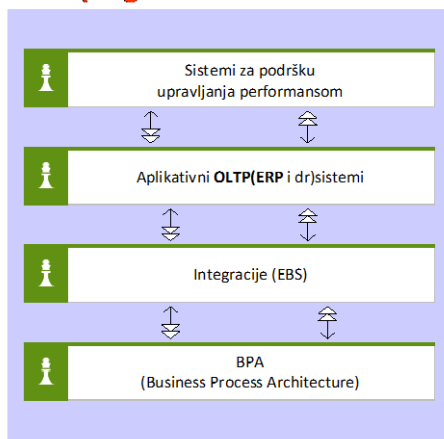 Sistemi za podršku
upravljanja performansom
Aplikativni OLTP(ERP i dr)sistemi
Integracije (EBS)
BPA
(Business Process Architecture)